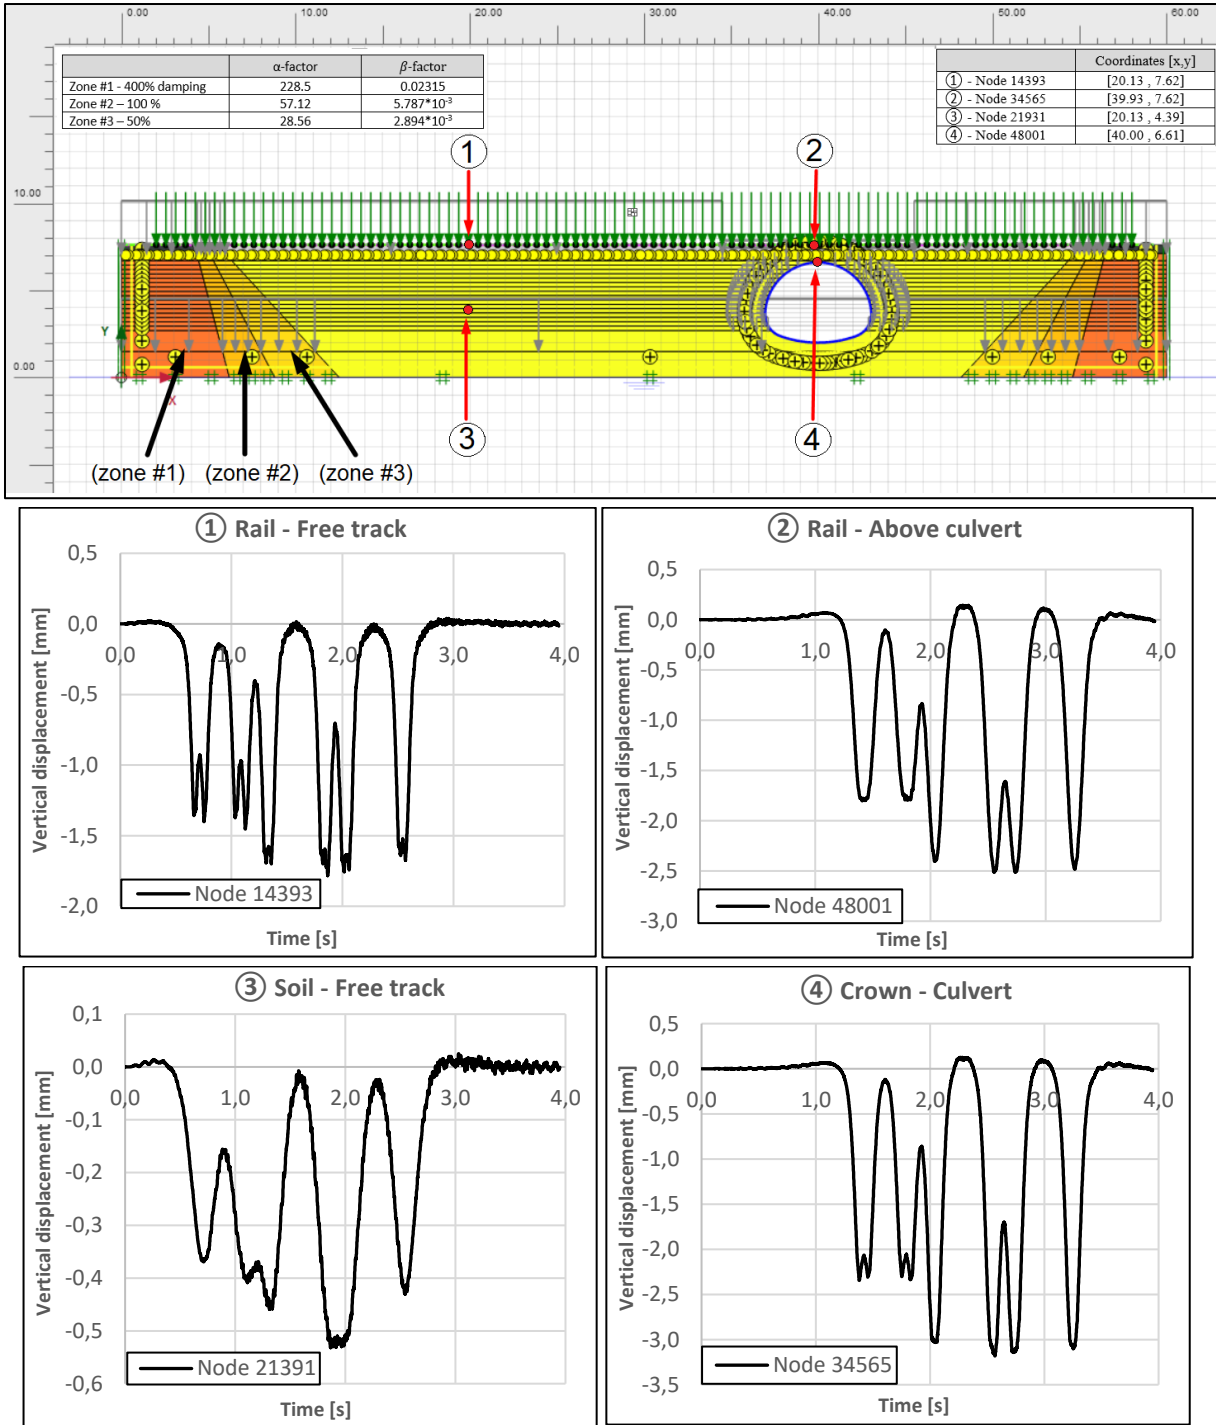 0.00 10.00 20.00 30.00 40.00 50.00 60.00
α-factor β-factor
Zone #1 - 400% damping 228.5 0.02315
Zone #2 – 100 % 57.12 5.787*10⁻³
Zone #3 – 50% 28.56 2.894*10⁻³
Coordinates [x,y]
① - Node 14393 [20.13 , 7.62]
② - Node 34565 [39.93 , 7.62]
③ - Node 21931 [20.13 , 4.39]
④ - Node 48001 [40.00 , 6.61]
① ②
10.00
Y
0.00
X
③ ④
(zone #1) (zone #2) (zone #3)
① Rail - Free track
Vertical displacement [mm]
0,5
0,0
-0,5
-1,0
-1,5
-2,0
0,0 1,0 2,0 3,0 4,0
Node 14393
Time [s]
② Rail - Above culvert
Vertical displacement [mm]
0,5
0,0
-0,5
-1,0
-1,5
-2,0
-2,5
-3,0
0,0 1,0 2,0 3,0 4,0
Node 48001
Time [s]
③ Soil - Free track
Vertical displacement [mm]
0,1
0,0
-0,1
-0,2
-0,3
-0,4
-0,5
-0,6
0,0 1,0 2,0 3,0 4,0
Node 21391
Time [s]
④ Crown - Culvert
Vertical displacement [mm]
0,5
0,0
-0,5
-1,0
-1,5
-2,0
-2,5
-3,0
-3,5
0,0 1,0 2,0 3,0 4,0
Node 34565
Time [s]